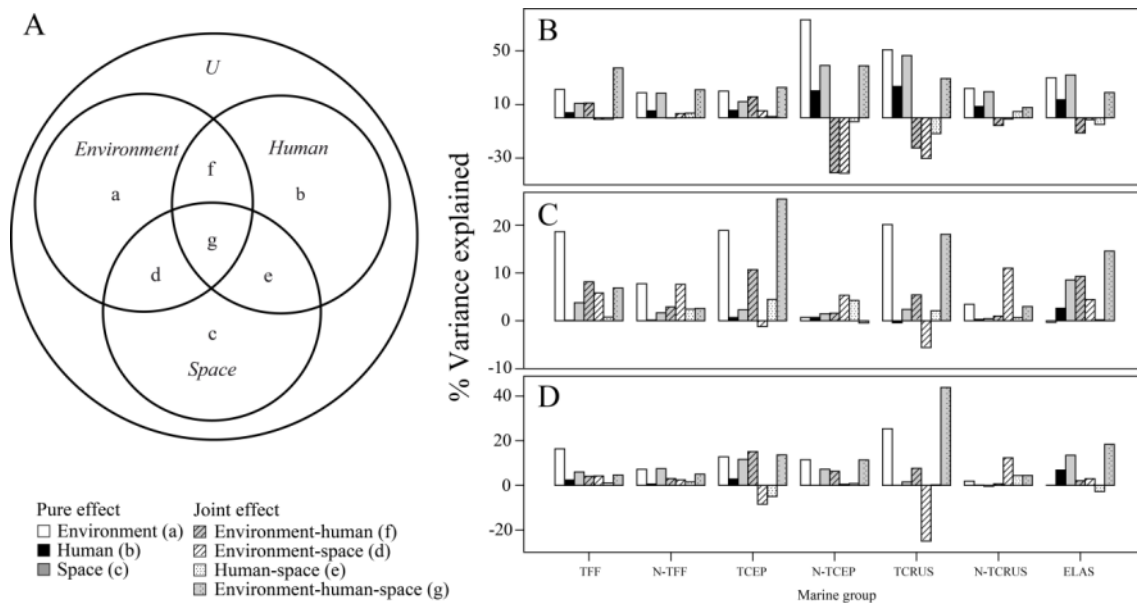 A
U
Environment
Human
f
a
b
g
d
e
c
Space
Pure effect
Environment (a)
Human (b)
Space (c)
Joint effect
Environment-human (f)
Environment-space (d)
Human-space (e)
Environment-human-space (g)
% Variance explained
B
50
10
-30
C
20
10
0
-10
D
40
20
0
-20
TFF N-TFF TCEP N-TCEP TCRUS N-TCRUS ELAS
Marine group